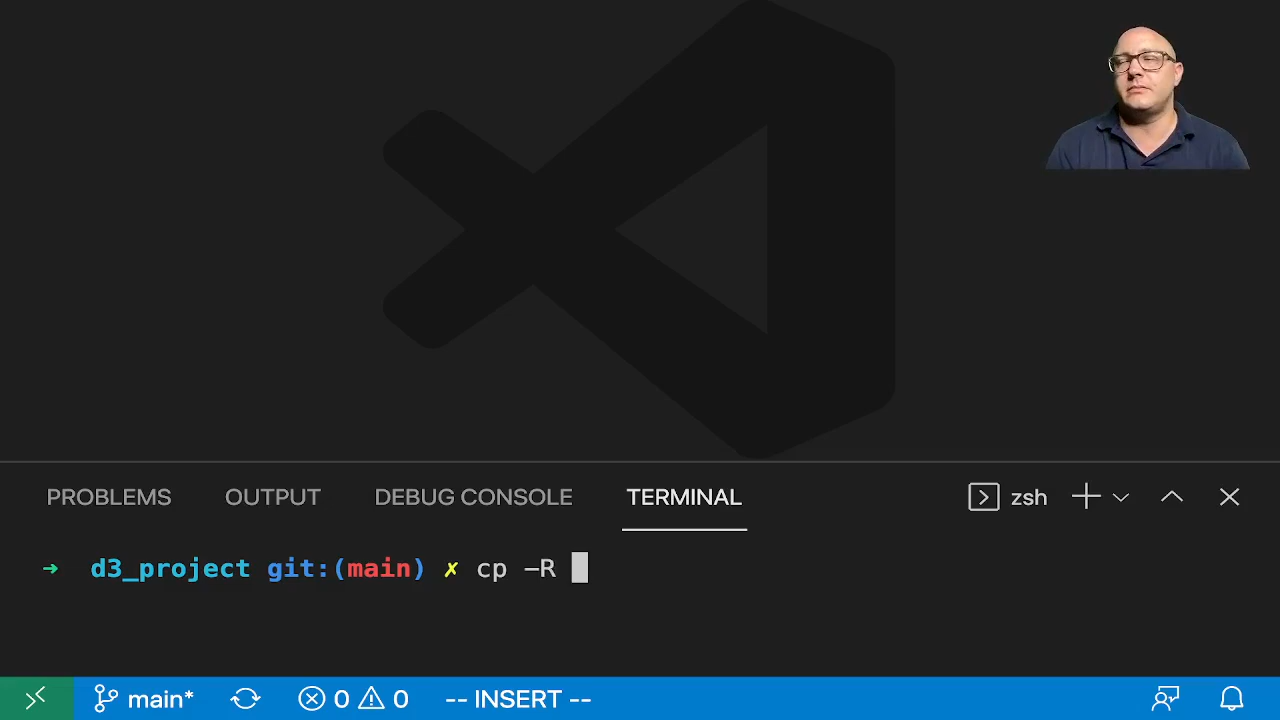 PROBLEMS OUTPUT DEBUG CONSOLE TERMINAL zsh
➜ d3_project git:(main) ✗ cp -R
main* 0 0 -- INSERT --